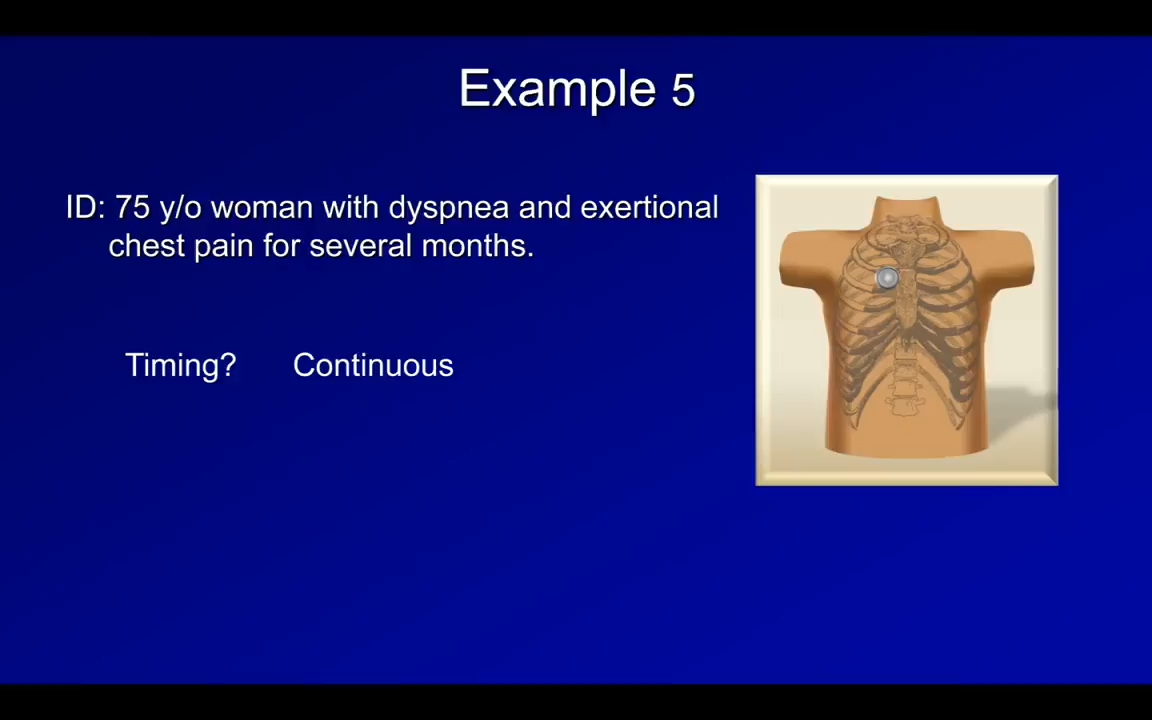 Example 5
ID: 75 y/o woman with dyspnea and exertional
chest pain for several months.
Timing? Continuous